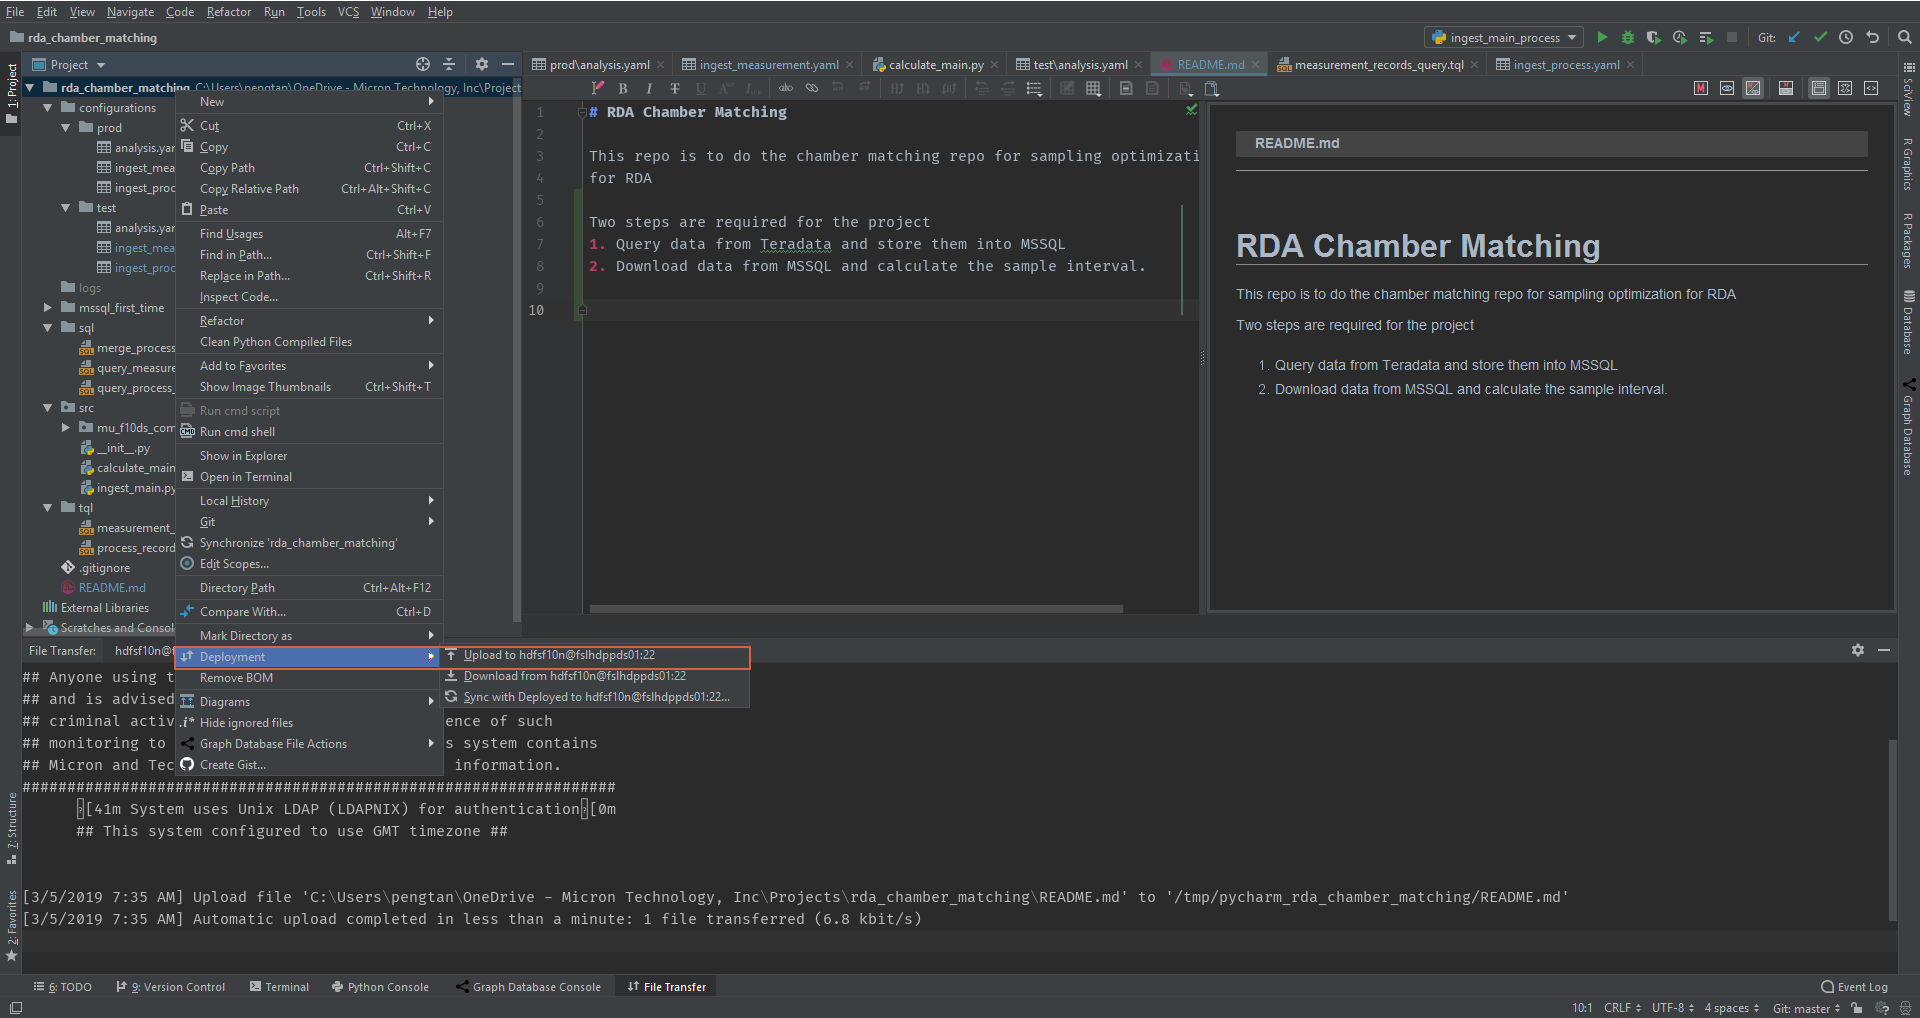 File Edit View Navigate Code Refactor Run Tools VCS Window Help
rda_chamber_matching
ingest_main_process
Git:
Project
prod\analysis.yaml
ingest_measurement.yaml
calculate_main.py
test\analysis.yaml
README.md
measurement_records_query.tql
ingest_process.yaml
1: Project
rda_chamber_matching C:\Users\pengtan\OneDrive - Micron Technology, Inc\Project
configurations
prod
analysis.yar
ingest_mea
ingest_proc
test
analysis.yar
ingest_mea
ingest_proc
logs
mssql_first_time
sql
merge_process
query_measure
query_process_
src
mu_f10ds_com
__init__.py
calculate_main
ingest_main.py
tql
measurement_
process_record
.gitignore
README.md
External Libraries
Scratches and Consol
New
Cut Ctrl+X
Copy Ctrl+C
Copy Path Ctrl+Shift+C
Copy Relative Path Ctrl+Alt+Shift+C
Paste Ctrl+V
Find Usages Alt+F7
Find in Path... Ctrl+Shift+F
Replace in Path... Ctrl+Shift+R
Inspect Code...
Refactor
Clean Python Compiled Files
Add to Favorites
Show Image Thumbnails Ctrl+Shift+T
Run cmd script
Run cmd shell
Show in Explorer
Open in Terminal
Local History
Git
Synchronize 'rda_chamber_matching'
Edit Scopes...
Directory Path Ctrl+Alt+F12
Compare With... Ctrl+D
Mark Directory as
Deployment
Remove BOM
Diagrams
Hide ignored files
Graph Database File Actions
Create Gist...
Upload to hdfsf10n@fslhdppds01:22
Download from hdfsf10n@fslhdppds01:22
Sync with Deployed to hdfsf10n@fslhdppds01:22...
1 # RDA Chamber Matching
2
3 This repo is to do the chamber matching repo for sampling optimizati
4 for RDA
5
6 Two steps are required for the project
7 1. Query data from Teradata and store them into MSSQL
8 2. Download data from MSSQL and calculate the sample interval.
9
10
README.md
RDA Chamber Matching
This repo is to do the chamber matching repo for sampling optimization for RDA
Two steps are required for the project
1. Query data from Teradata and store them into MSSQL
2. Download data from MSSQL and calculate the sample interval.
SciView
R Graphics
R Packages
Database
Graph Database
File Transfer: hdfsf10n@f
## Anyone using t
## and is advised
## criminal activ ence of such
## monitoring to s system contains
## Micron and Tec information.
##################################################################
[41m System uses Unix LDAP (LDAPNIX) for authentication [0m
## This system configured to use GMT timezone ##
[3/5/2019 7:35 AM] Upload file 'C:\Users\pengtan\OneDrive - Micron Technology, Inc\Projects\rda_chamber_matching\README.md' to '/tmp/pycharm_rda_chamber_matching/README.md'
[3/5/2019 7:35 AM] Automatic upload completed in less than a minute: 1 file transferred (6.8 kbit/s)
7: Structure
2: Favorites
6: TODO
9: Version Control
Terminal
Python Console
Graph Database Console
File Transfer
Event Log
10:1 CRLF UTF-8 4 spaces Git: master